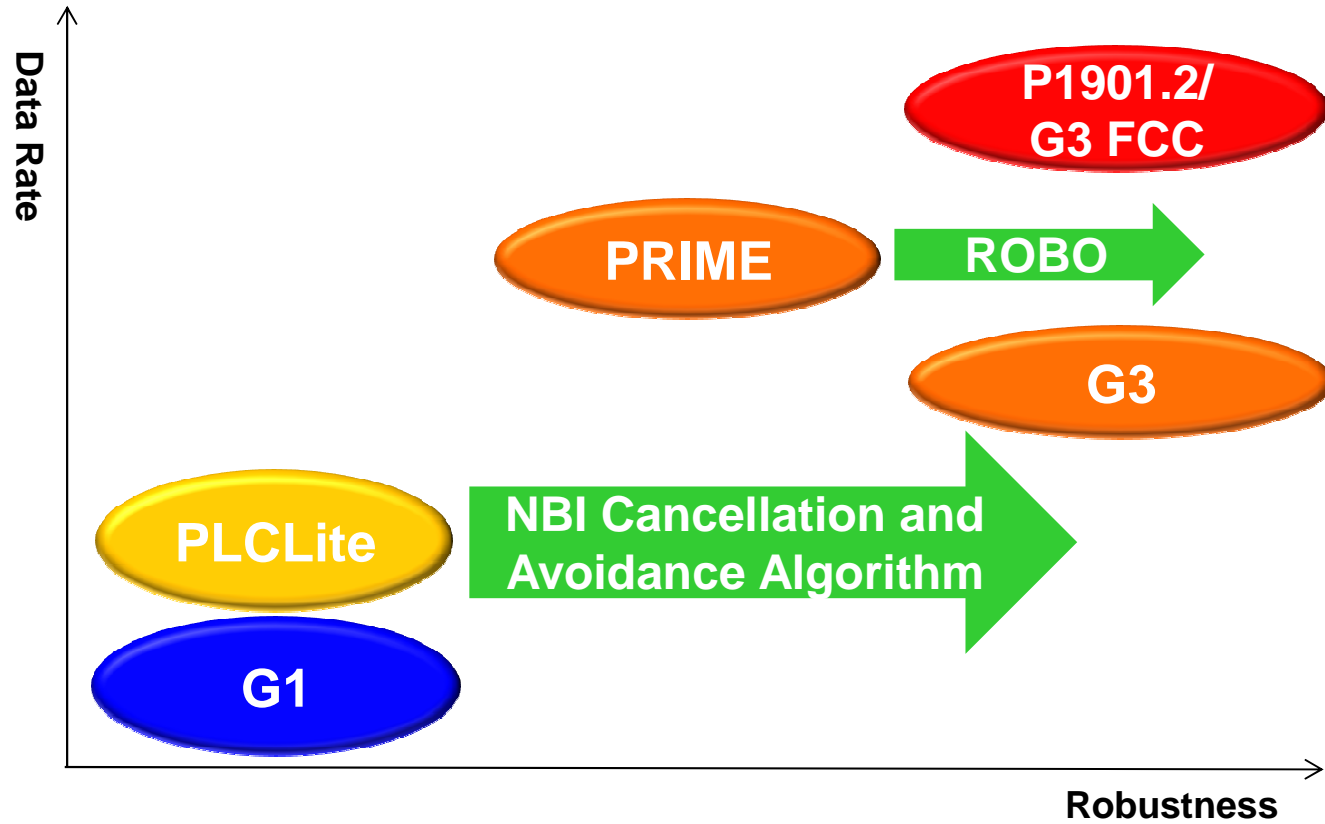 Data Rate
P1901.2/
G3 FCC
PRIME
ROBO
G3
NBI Cancellation and
Avoidance Algorithm
PLCLite
G1
Robustness